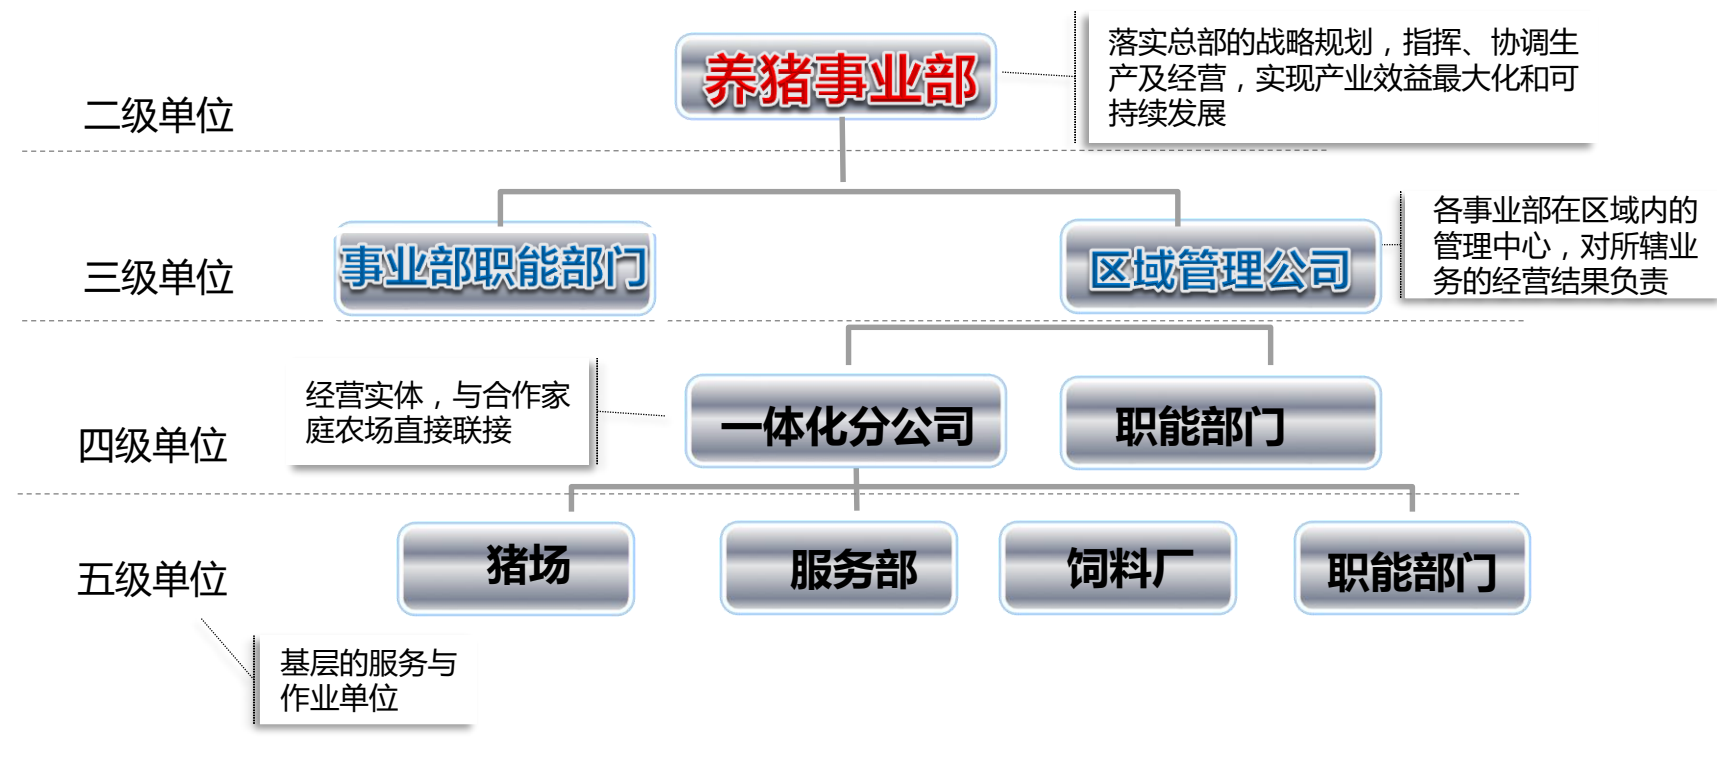 养猪事业部
落实总部的战略规划，指挥、协调生
产及经营，实现产业效益最大化和可
持续发展
二级单位
事业部职能部门
区域管理公司
各事业部在区域内的
管理中心，对所辖业
务的经营结果负责
三级单位
经营实体，与合作家
庭农场直接联接
一体化分公司
职能部门
四级单位
猪场
服务部
饲料厂
职能部门
五级单位
基层的服务与
作业单位